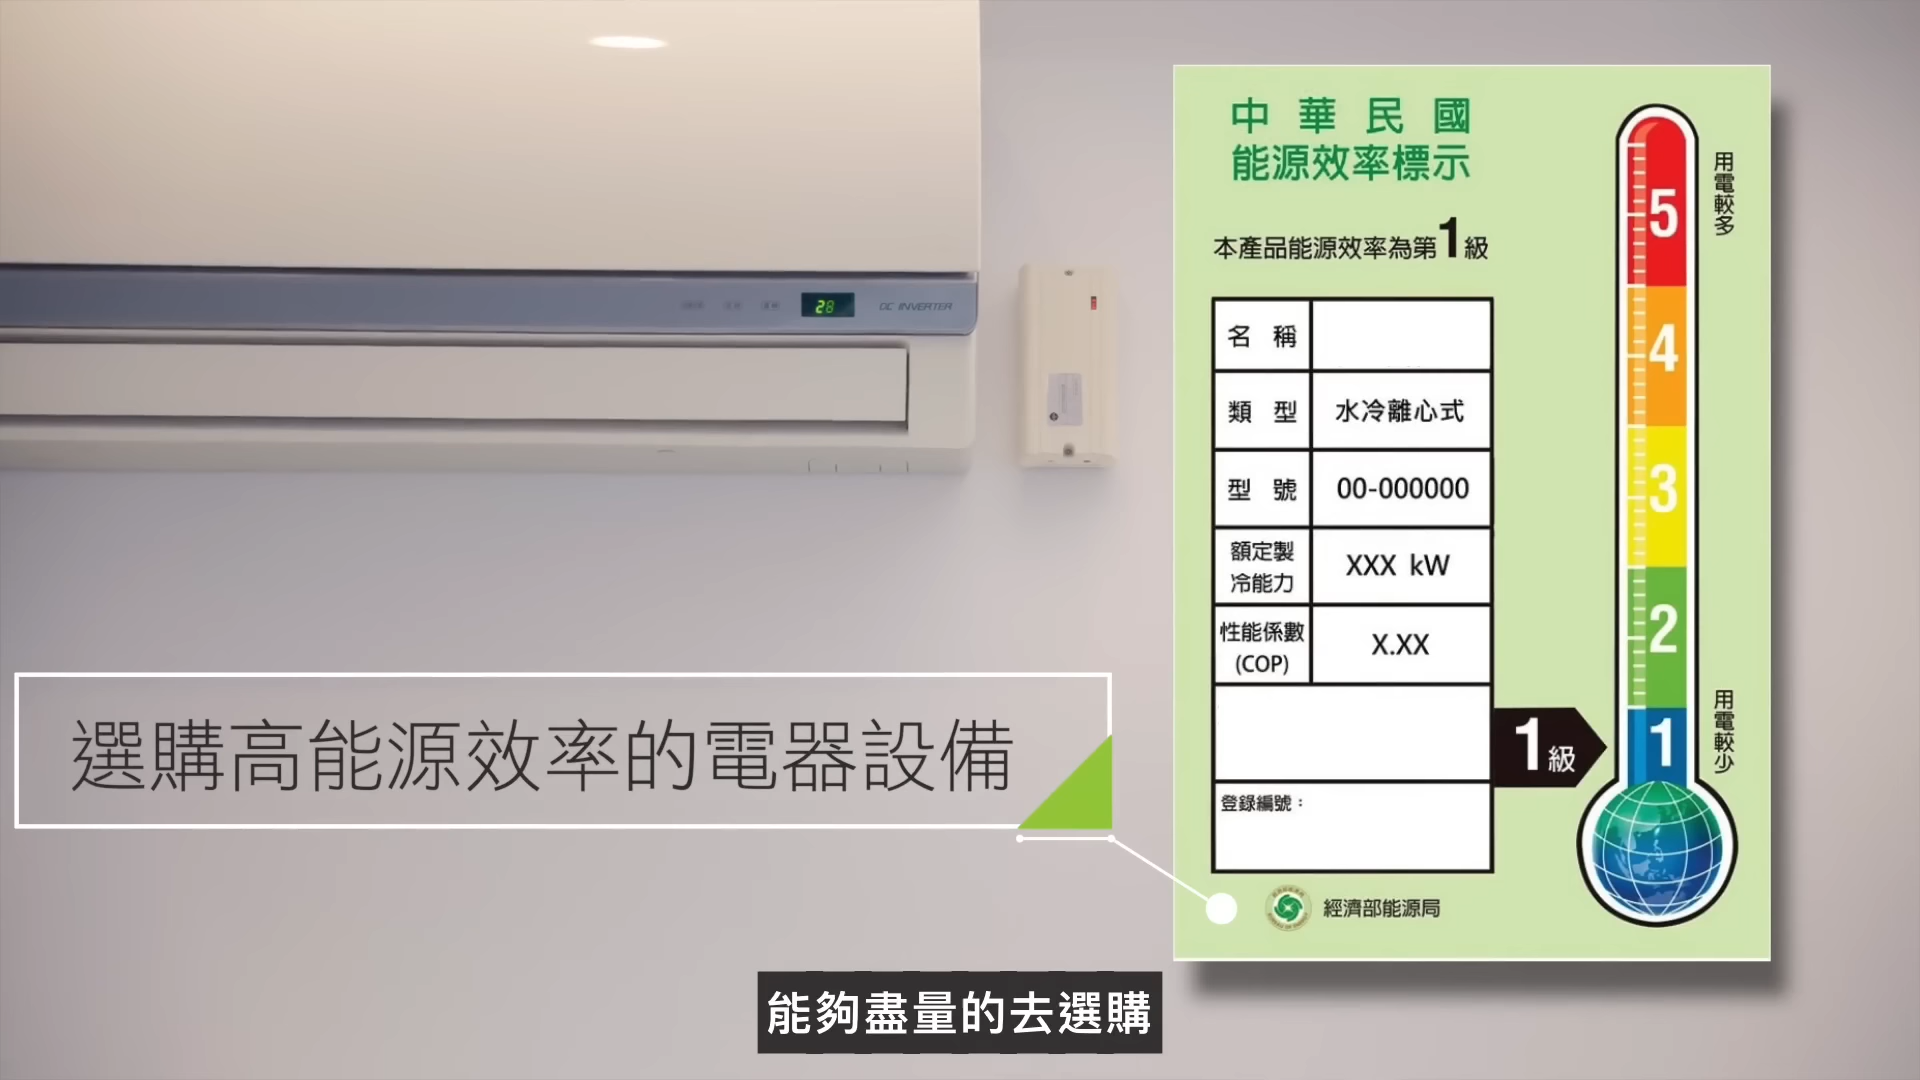 28
DC INVERTER
中華民國
能源效率標示
本產品能源效率為第1級
名稱
類型 水冷離心式
型號 00-000000
額定製
冷能力
XXX kW
性能係數
(COP)
X.XX
登錄編號：
經濟部能源局
用電較多
5
4
3
2
1
1級
用電較少
選購高能源效率的電器設備
能夠盡量的去選購